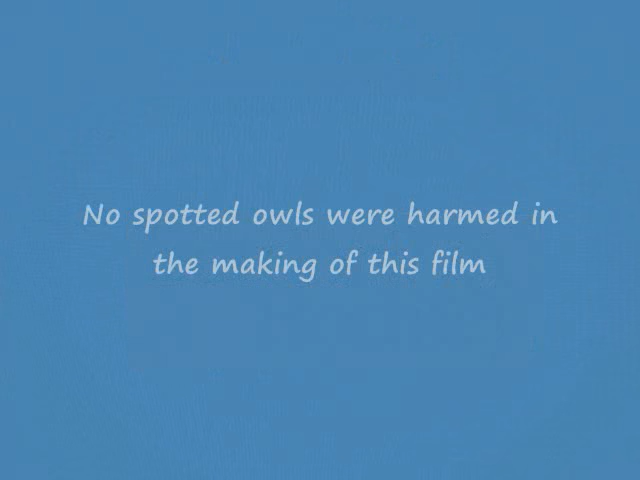 No spotted owls were harmed in
the making of this film